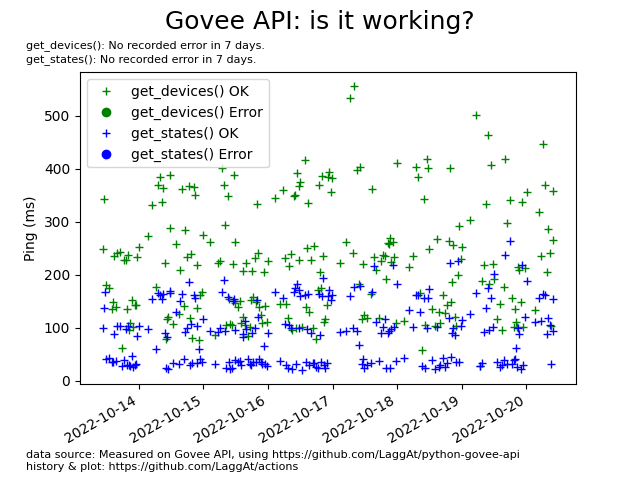 Govee API: is it working?
get_devices(): No recorded error in 7 days.
get_states(): No recorded error in 7 days.
get_devices() OK
get_devices() Error
get_states() OK
get_states() Error
500
400
300
200
100
0
Ping (ms)
2022-10-14
2022-10-15
2022-10-16
2022-10-17
2022-10-18
2022-10-19
2022-10-20
data source: Measured on Govee API, using https://github.com/LaggAt/python-govee-api
history & plot: https://github.com/LaggAt/actions